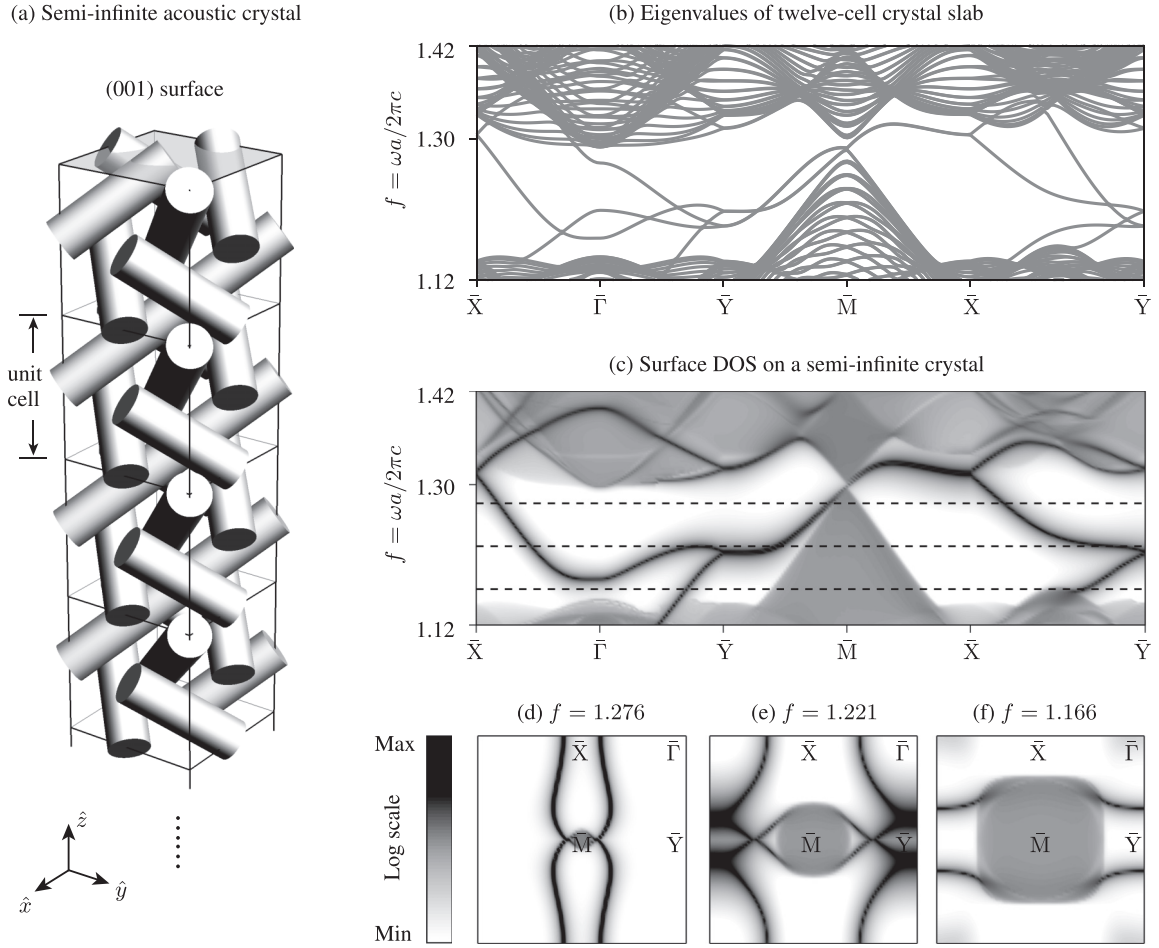 (a) Semi-infinite acoustic crystal
(001) surface
unit
cell
ẑ
x̂
ŷ
(b) Eigenvalues of twelve-cell crystal slab
f = ωa/2πc
1.42
1.30
1.12
X̄ Γ̄ Ȳ M̄ X̄ Ȳ
(c) Surface DOS on a semi-infinite crystal
f = ωa/2πc
1.42
1.30
1.12
X̄ Γ̄ Ȳ M̄ X̄ Ȳ
Max
Log scale
Min
(d) f = 1.276
X̄ Γ̄
M̄ Ȳ
(e) f = 1.221
X̄ Γ̄
M̄ Ȳ
(f) f = 1.166
X̄ Γ̄
M̄ Ȳ